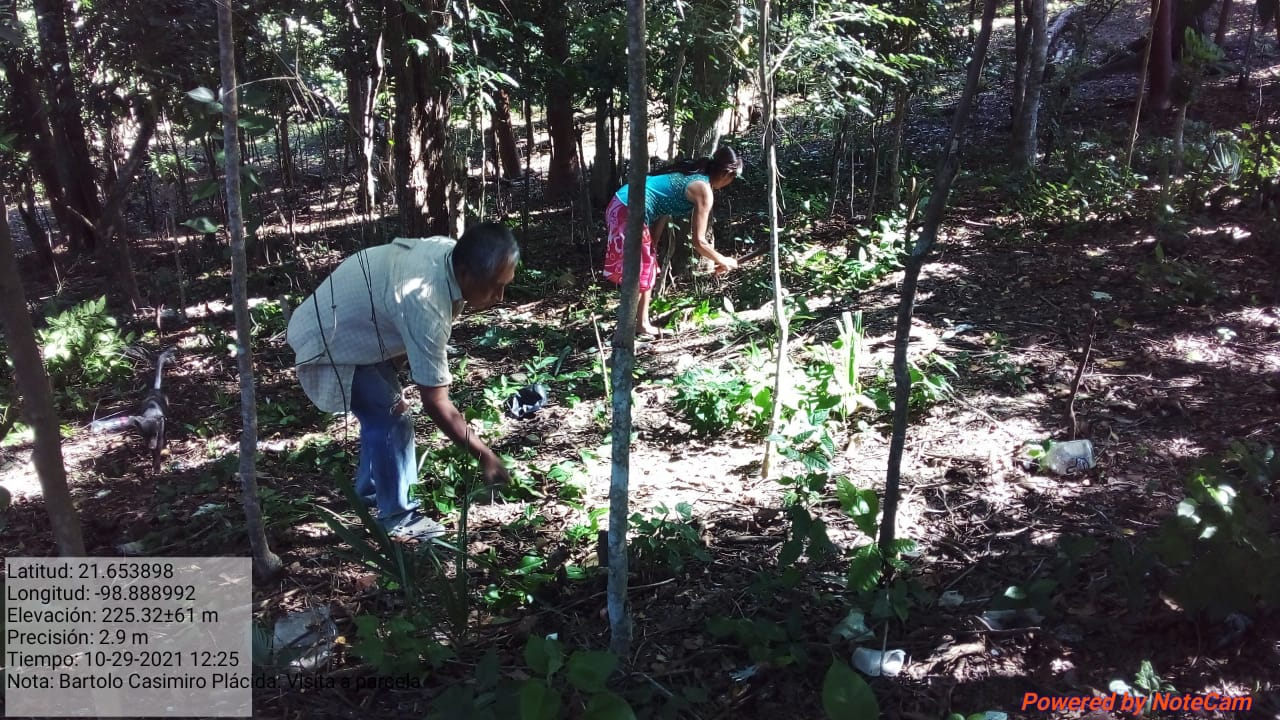 Latitud: 21.653898
Longitud: -98.888992
Elevación: 225.32±61 m
Precisión: 2.9 m
Tiempo: 10-29-2021 12:25
Nota: Bartolo Casimiro Plácida. Visita a parcela
Powered by NoteCam